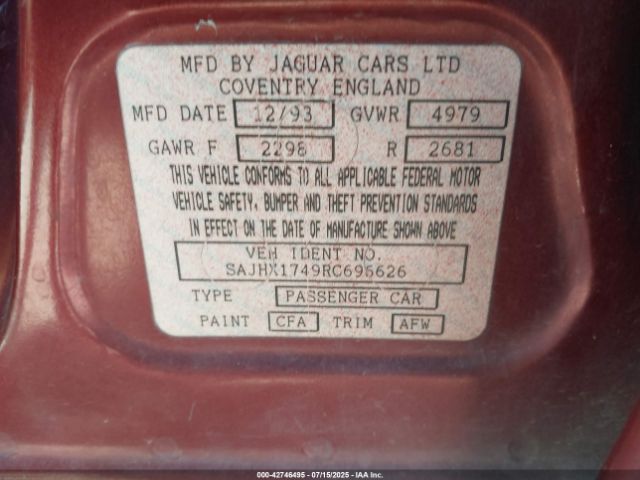 MFD BY JAGUAR CARS LTD
COVENTRY ENGLAND
MFD DATE 12/93 GVWR 4979
GAWR F 2298 R 2681
THIS VEHICLE CONFORMS TO ALL APPLICABLE FEDERAL MOTOR
VEHICLE SAFETY, BUMPER AND THEFT PREVENTION STANDARDS
IN EFFECT ON THE DATE OF MANUFACTURE SHOWN ABOVE
VEH IDENT NO.
SAJHX1749RC695626
TYPE PASSENGER CAR
PAINT CFA TRIM AFW
000-42746495 - 07/15/2025 - IAA Inc.